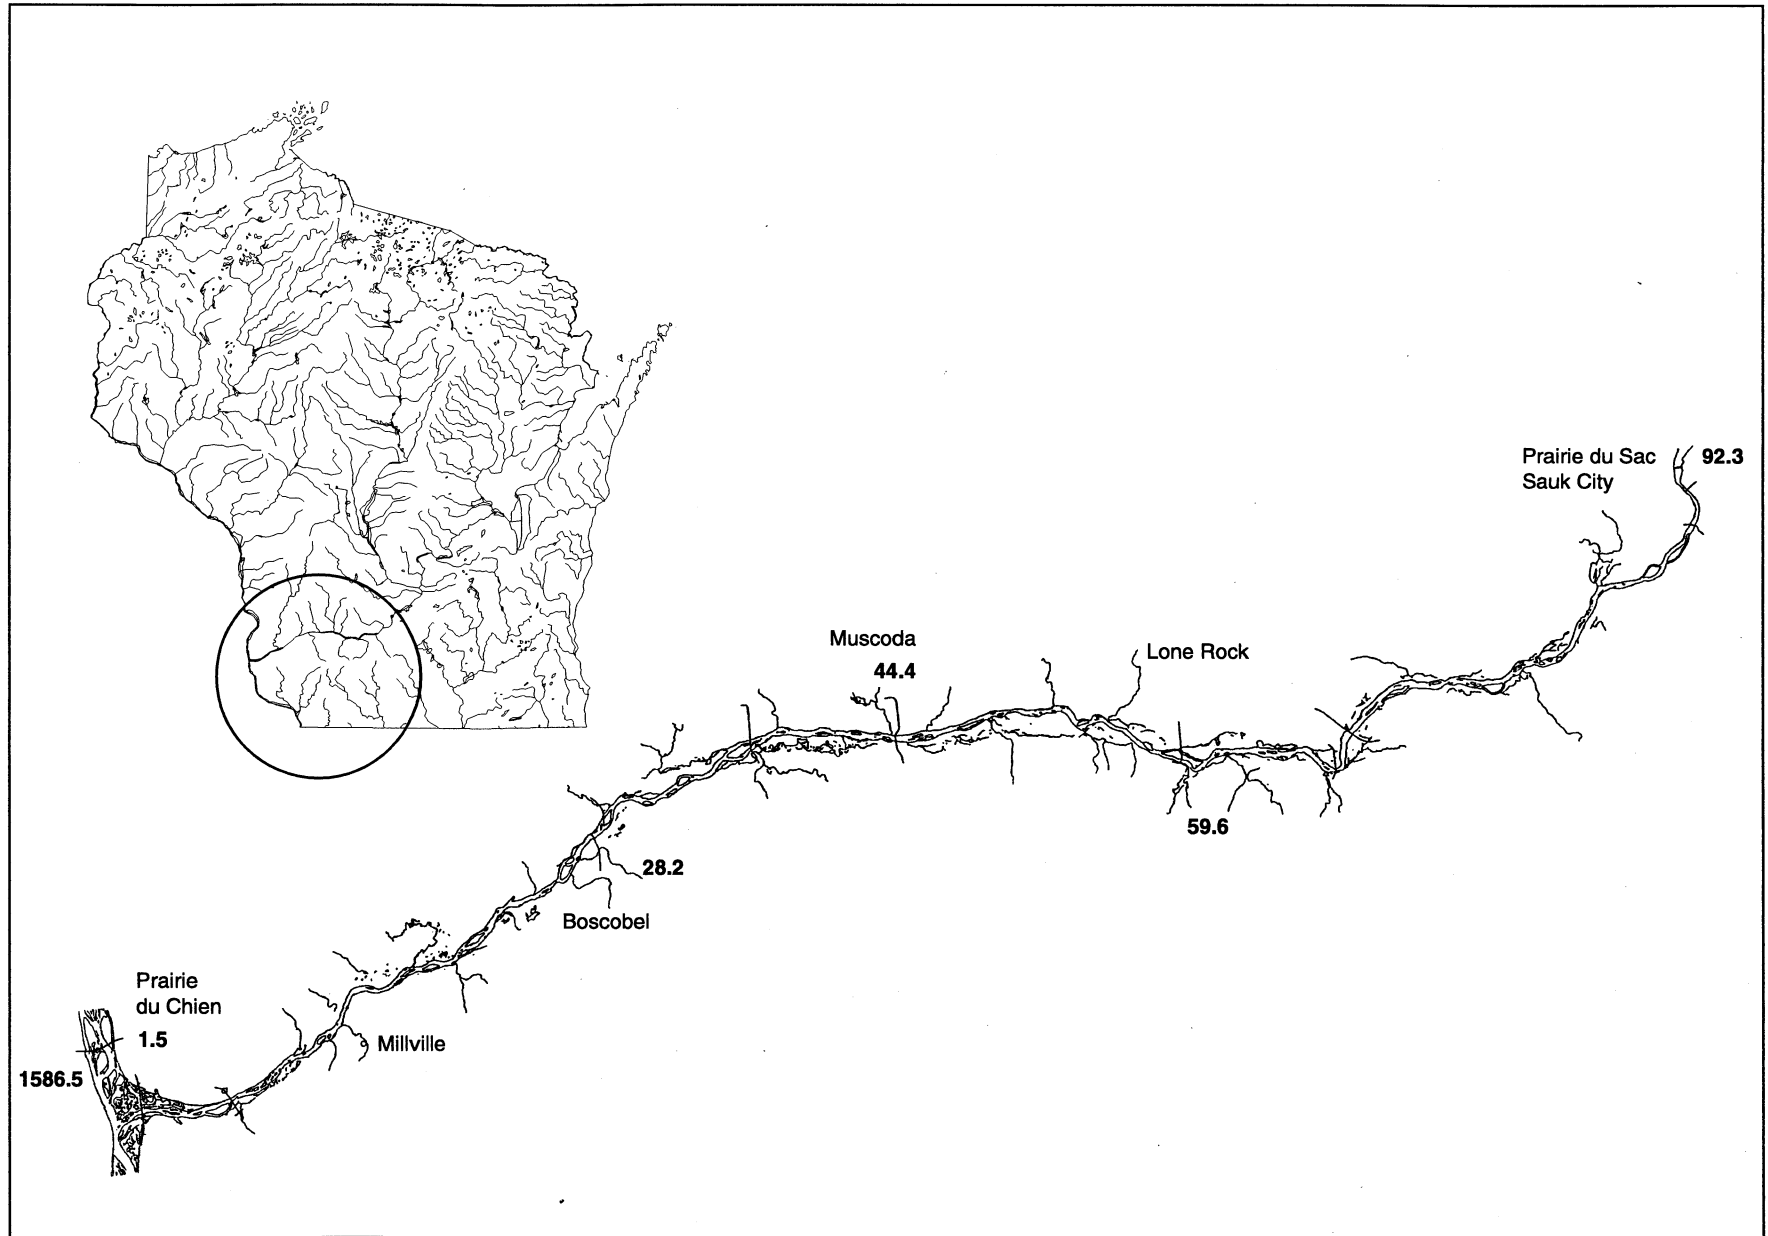 Prairie du Sac
Sauk City
92.3
Muscoda
44.4
Lone Rock
59.6
28.2
Boscobel
Prairie
du Chien
1.5
Millville
1586.5